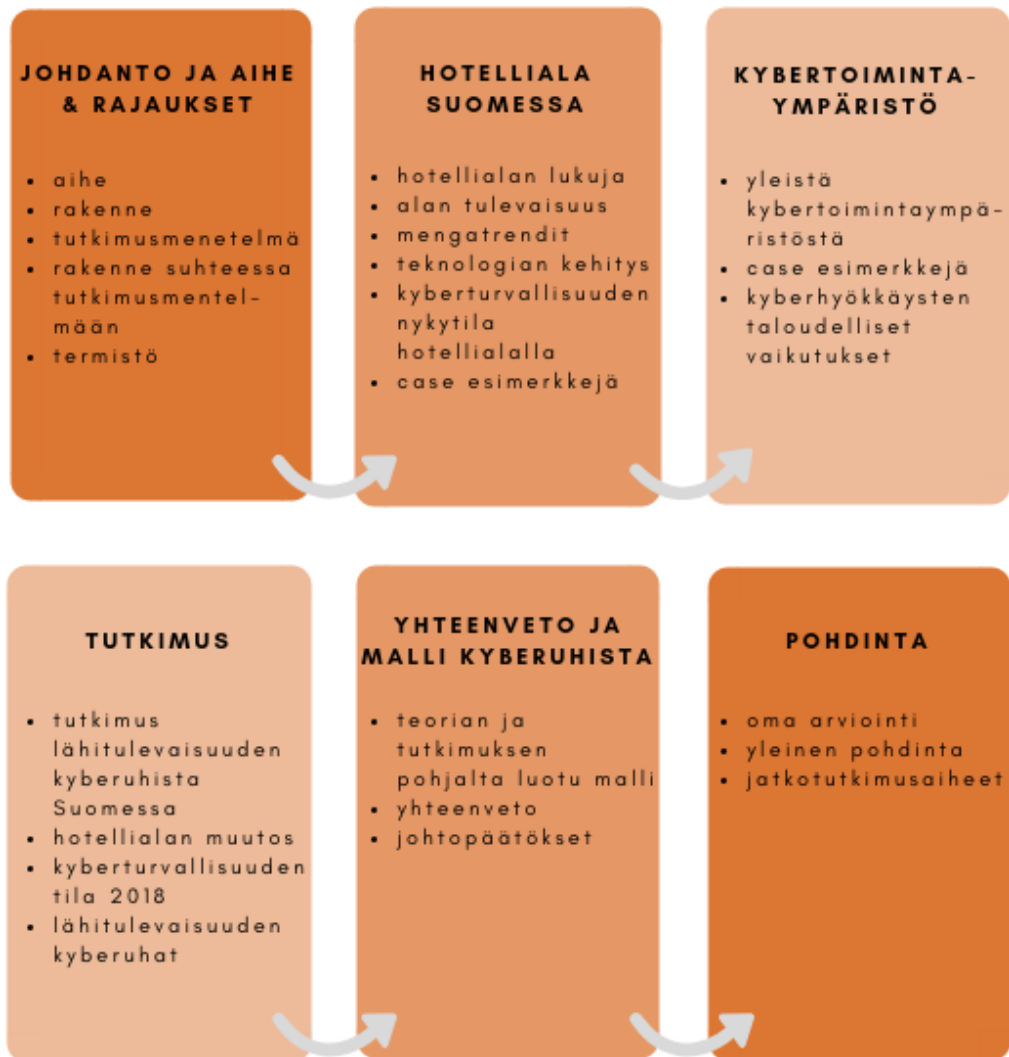 JOHDANTO JA AIHE
& RAJAUKSET
• aihe
• rakenne
• tutkimusmenetelmä
• rakenne suhteessa
tutkimusmentel-
mään
• termistö
HOTELLIALA
SUOMESSA
• hotellialan lukuja
• alan tulevaisuus
• mengatrendit
• teknologian kehitys
• kyberturvallisuuden
nykytila
hotellialalla
• case esimerkkejä
KYBERTOIMINTA-
YMPÄRISTÖ
• yleistä
kybertoimintaympä-
ristöstä
• case esimerkkejä
• kyberhyökkäysten
taloudelliset
vaikutukset
TUTKIMUS
• tutkimus
lähitulevaisuuden
kyberuhista
Suomessa
• hotellialan muutos
• kyberturvallisuuden
tila 2018
• lähitulevaisuuden
kyberuhat
YHTEENVETO JA
MALLI KYBERUHISTA
• teorian ja
tutkimuksen
pohjalta luotu malli
• yhteenveto
• johtopäätökset
POHDINTA
• oma arviointi
• yleinen pohdinta
• jatkotutkimusaiheet